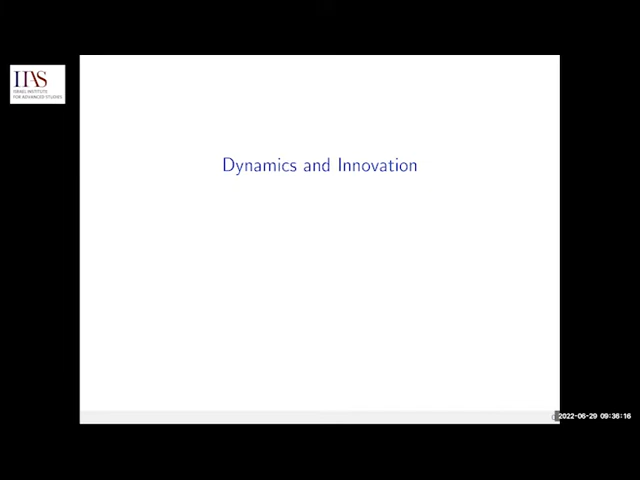 IIAS
ISRAEL INSTITUTE
FOR ADVANCED STUDIES
Dynamics and Innovation
2022-06-29 09:36:16